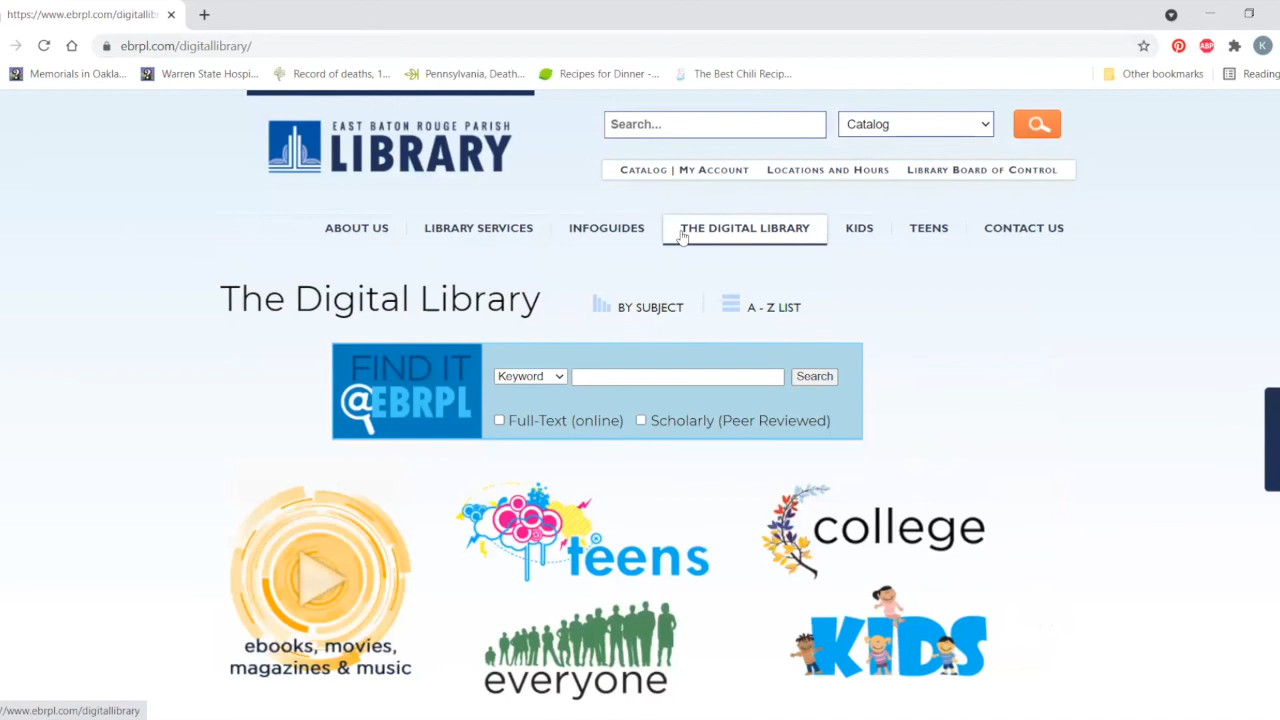 https://www.ebrpl.com/digitallib
ebrpl.com/digitallibrary/
ABP
K
Memorials in Oakla...
Warren State Hospi...
Record of deaths, 1...
Pennsylvania, Death...
Recipes for Dinner -...
The Best Chili Recip...
Other bookmarks
Reading
EAST BATON ROUGE PARISH
LIBRARY
Search...
Catalog
CATALOG | MY ACCOUNT
LOCATIONS AND HOURS
LIBRARY BOARD OF CONTROL
ABOUT US
LIBRARY SERVICES
INFOGUIDES
THE DIGITAL LIBRARY
KIDS
TEENS
CONTACT US
The Digital Library
BY SUBJECT
A - Z LIST
FIND IT
@EBRPL
Keyword
Search
Full-Text (online)
Scholarly (Peer Reviewed)
ebooks, movies,
magazines & music
teens
college
everyone
KIDS
//www.ebrpl.com/digitallibrary